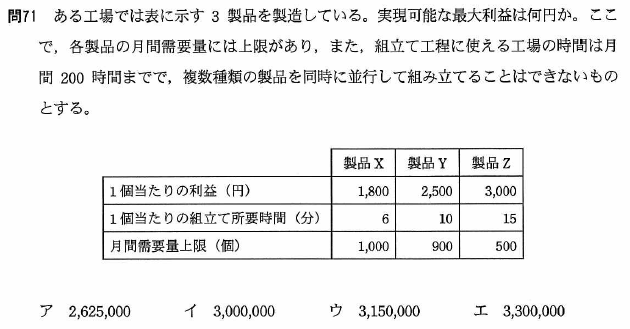 問71 ある工場では表に示す 3 製品を製造している。実現可能な最大利益は何円か。ここ
で，各製品の月間需要量には上限があり，また，組立て工程に使える工場の時間は月
間 200 時間までで，複数種類の製品を同時に並行して組み立てることはできないもの
とする。
製品 X 製品 Y 製品 Z
1個当たりの利益（円） 1,800 2,500 3,000
1個当たりの組立て所要時間（分） 6 10 15
月間需要量上限（個） 1,000 900 500
ア 2,625,000 イ 3,000,000 ウ 3,150,000 エ 3,300,000